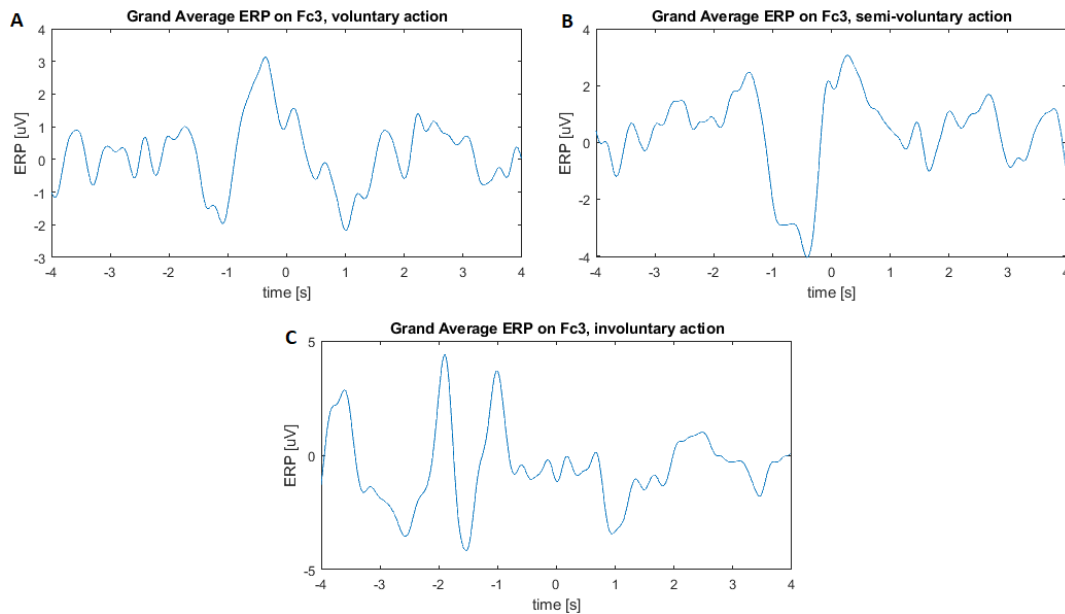 A
Grand Average ERP on Fc3, voluntary action
ERP [uV]
4
3
2
1
0
-1
-2
-3
-4 -3 -2 -1 0 1 2 3 4
time [s]
B
Grand Average ERP on Fc3, semi-voluntary action
ERP [uV]
4
2
0
-2
-4
-4 -3 -2 -1 0 1 2 3 4
time [s]
C
Grand Average ERP on Fc3, involuntary action
ERP [uV]
5
0
-5
-4 -3 -2 -1 0 1 2 3 4
time [s]